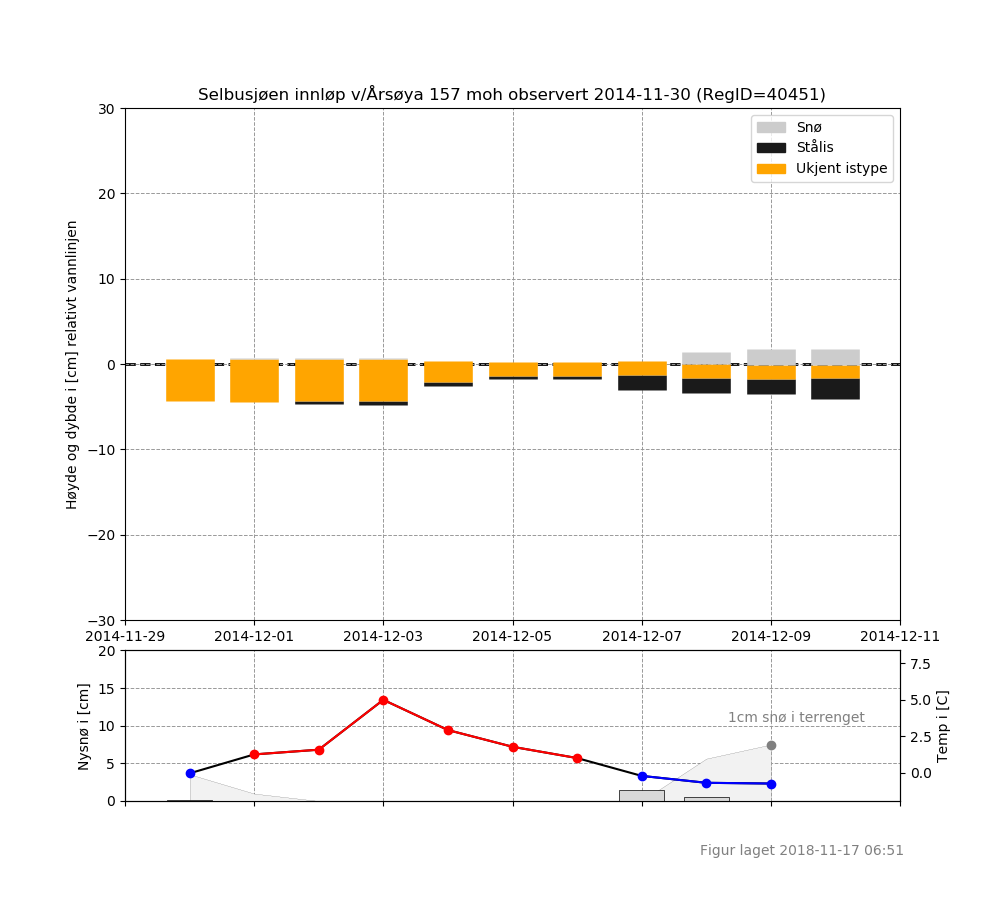 Selbusjøen innløp v/Årsøya 157 moh observert 2014-11-30 (RegID=40451)
Høyde og dybde i [cm] relativt vannlinjen
30
20
10
0
−10
−20
−30
Snø
Stålis
Ukjent istype
2014-11-29 2014-12-01 2014-12-03 2014-12-05 2014-12-07 2014-12-09 2014-12-11
Nysnø i [cm]
20
15
10
5
0
1cm snø i terrenget
7.5
5.0
2.5
0.0
Temp i [C]
Figur laget 2018-11-17 06:51